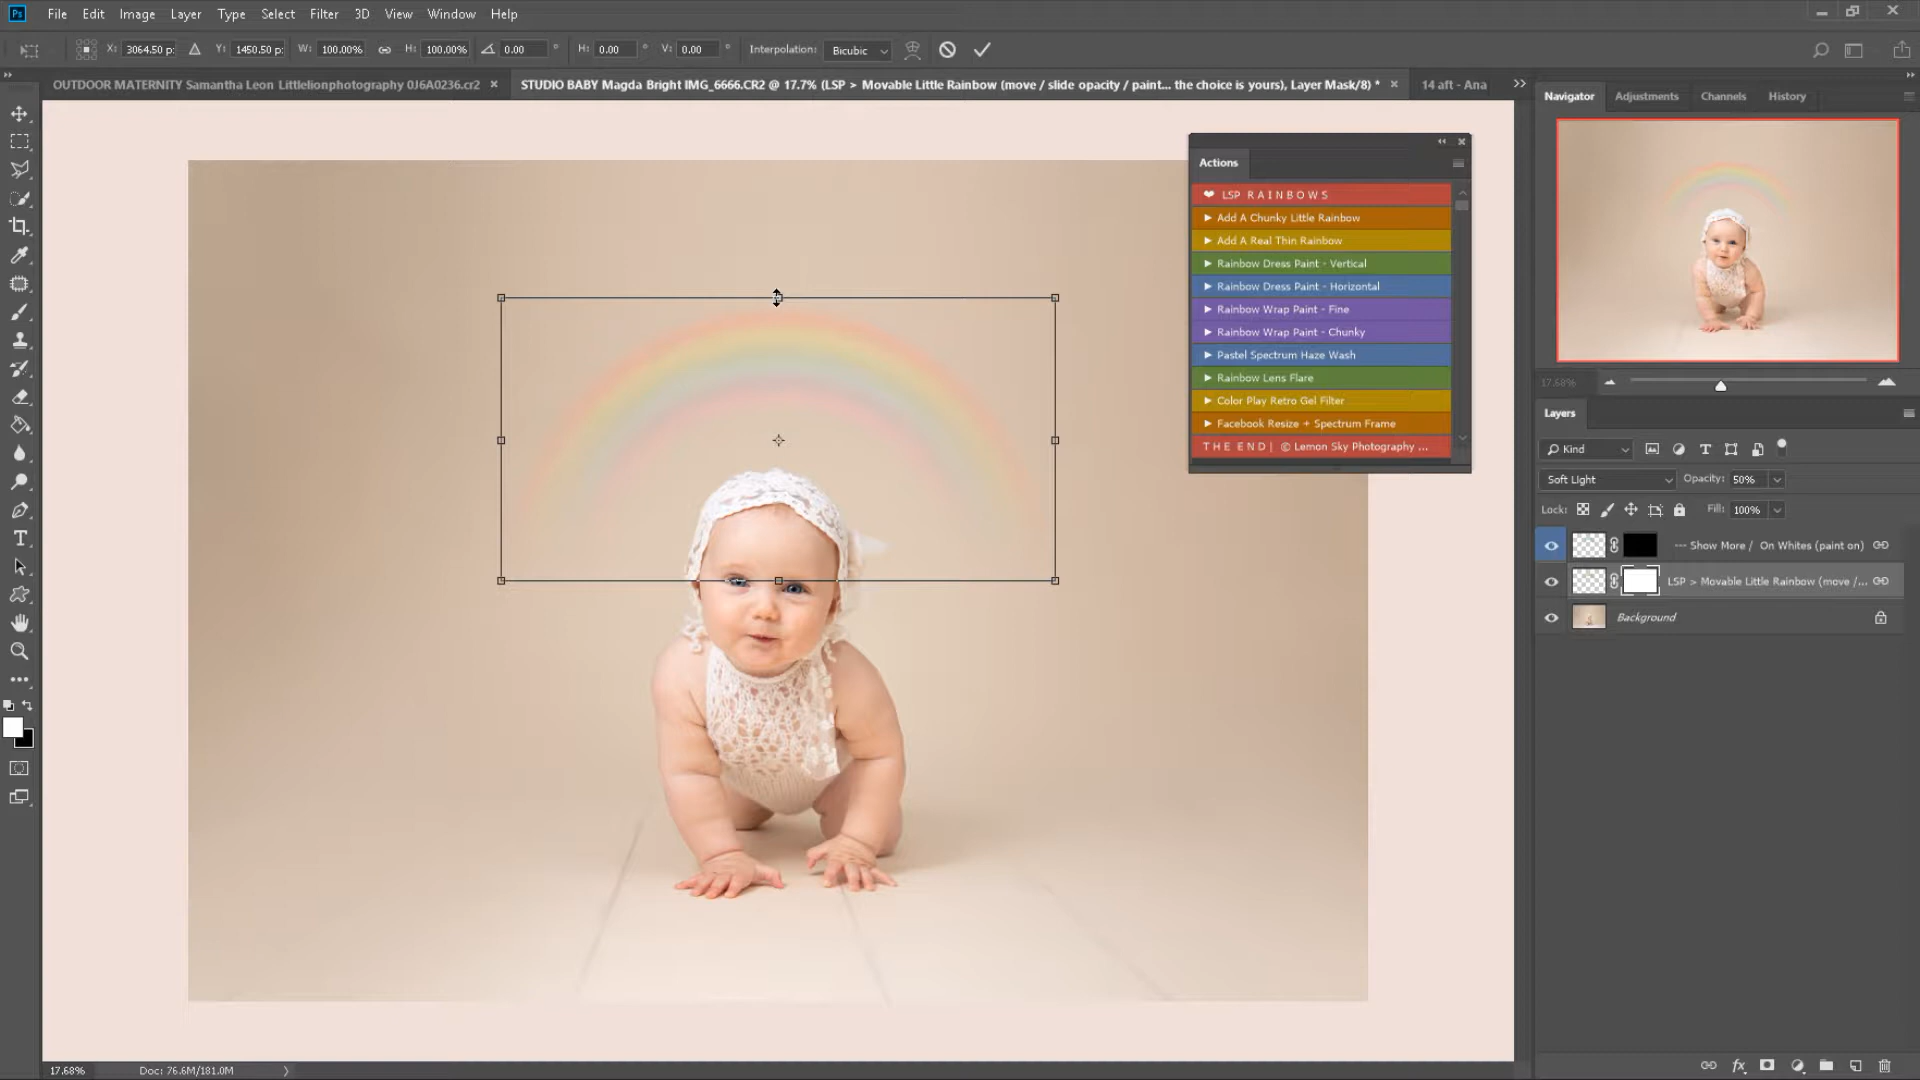 Ps File Edit Image Layer Type Select Filter 3D View Window Help
X: 3064.50 p: Y: 1450.50 p: W: 100.00% H: 100.00% 0.00 ° H: 0.00 ° V: 0.00 ° Interpolation: Bicubic
OUTDOOR MATERNITY Samantha Leon Littlelionphotography 0J6A0236.cr2 × STUDIO BABY Magda Bright IMG_6666.CR2 @ 17.7% (LSP > Movable Little Rainbow (move / slide opacity / paint... the choice is yours), Layer Mask/8) * × 14 aft - Ana
Navigator Adjustments Channels History
Actions
❤ LSP R A I N B O W S
Add A Chunky Little Rainbow
Add A Real Thin Rainbow
Rainbow Dress Paint - Vertical
Rainbow Dress Paint - Horizontal
Rainbow Wrap Paint - Fine
Rainbow Wrap Paint - Chunky
Pastel Spectrum Haze Wash
Rainbow Lens Flare
Color Play Retro Gel Filter
Facebook Resize + Spectrum Frame
T H E E N D | © Lemon Sky Photography ...
17.68%
Layers
Kind
Soft Light Opacity: 50%
Lock: Fill: 100%
--- Show More / On Whites (paint on)
LSP > Movable Little Rainbow (move /...
Background
17.68% Doc: 76.6M/181.0M